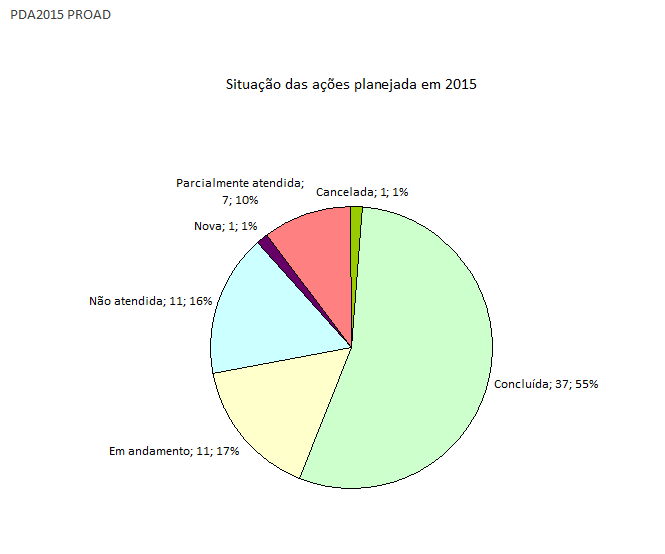 PDA2015 PROAD
Situação das ações planejada em 2015
Parcialmente atendida;
7; 10%
Cancelada; 1; 1%
Nova; 1; 1%
Não atendida; 11; 16%
Concluída; 37; 55%
Em andamento; 11; 17%